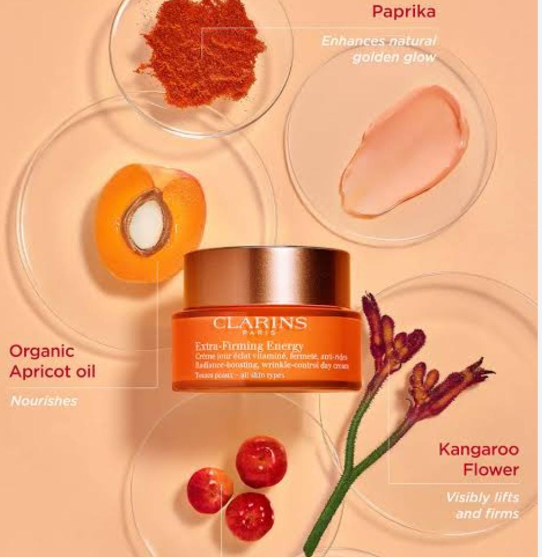 Paprika
Enhances natural
golden glow
CLARINS
PARIS
Extra-Firming Energy
Crème jour éclat vitaminé, fermeté, anti-rides
Radiance-boosting, wrinkle-control day cream
Toutes peaux - all skin types
Organic
Apricot oil
Nourishes
Kangaroo
Flower
Visibly lifts
and firms